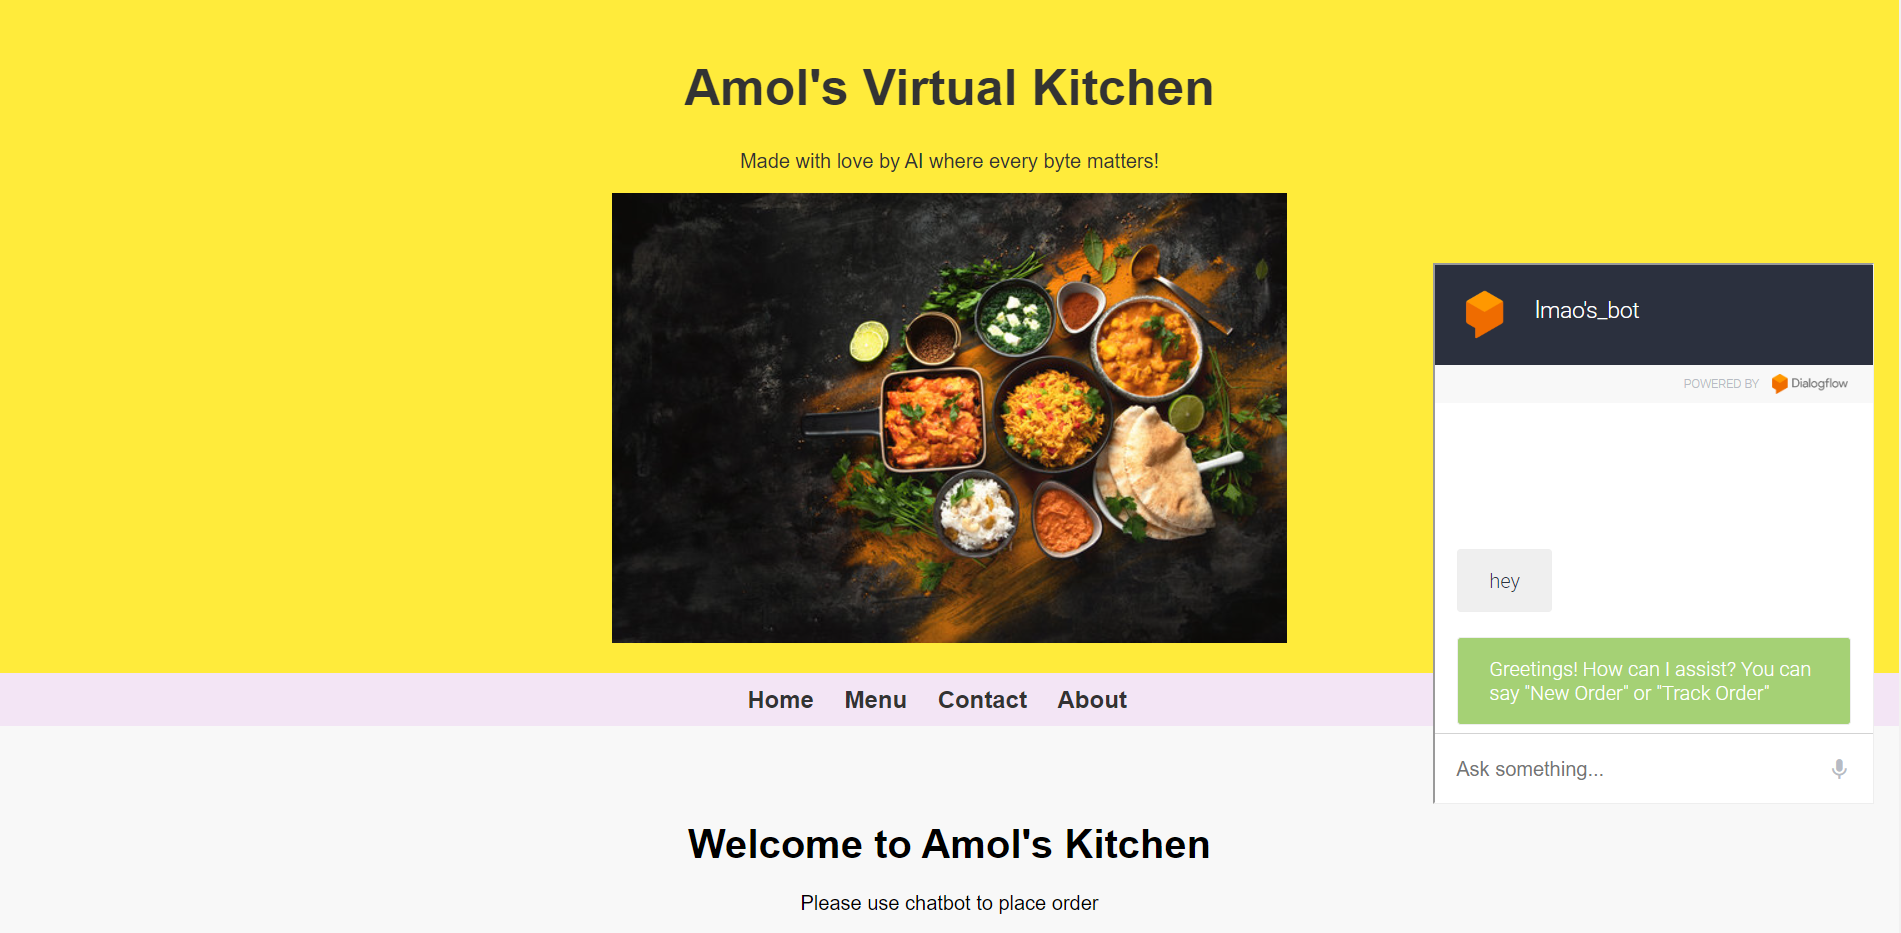 Amol's Virtual Kitchen
Made with love by AI where every byte matters!
lmao's_bot
POWERED BY Dialogflow
hey
Greetings! How can I assist? You can
say "New Order" or "Track Order"
Ask something...
Home Menu Contact About
Welcome to Amol's Kitchen
Please use chatbot to place order